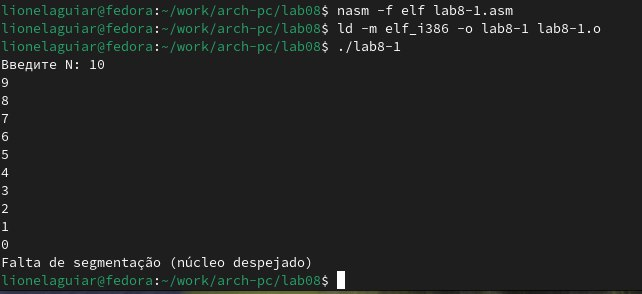 lionelaguiar@fedora:~/work/arch-pc/lab08$ nasm -f elf lab8-1.asm
lionelaguiar@fedora:~/work/arch-pc/lab08$ ld -m elf_i386 -o lab8-1 lab8-1.o
lionelaguiar@fedora:~/work/arch-pc/lab08$ ./lab8-1
Введите N: 10
9
8
7
6
5
4
3
2
1
0
Falta de segmentação (núcleo despejado)
lionelaguiar@fedora:~/work/arch-pc/lab08$